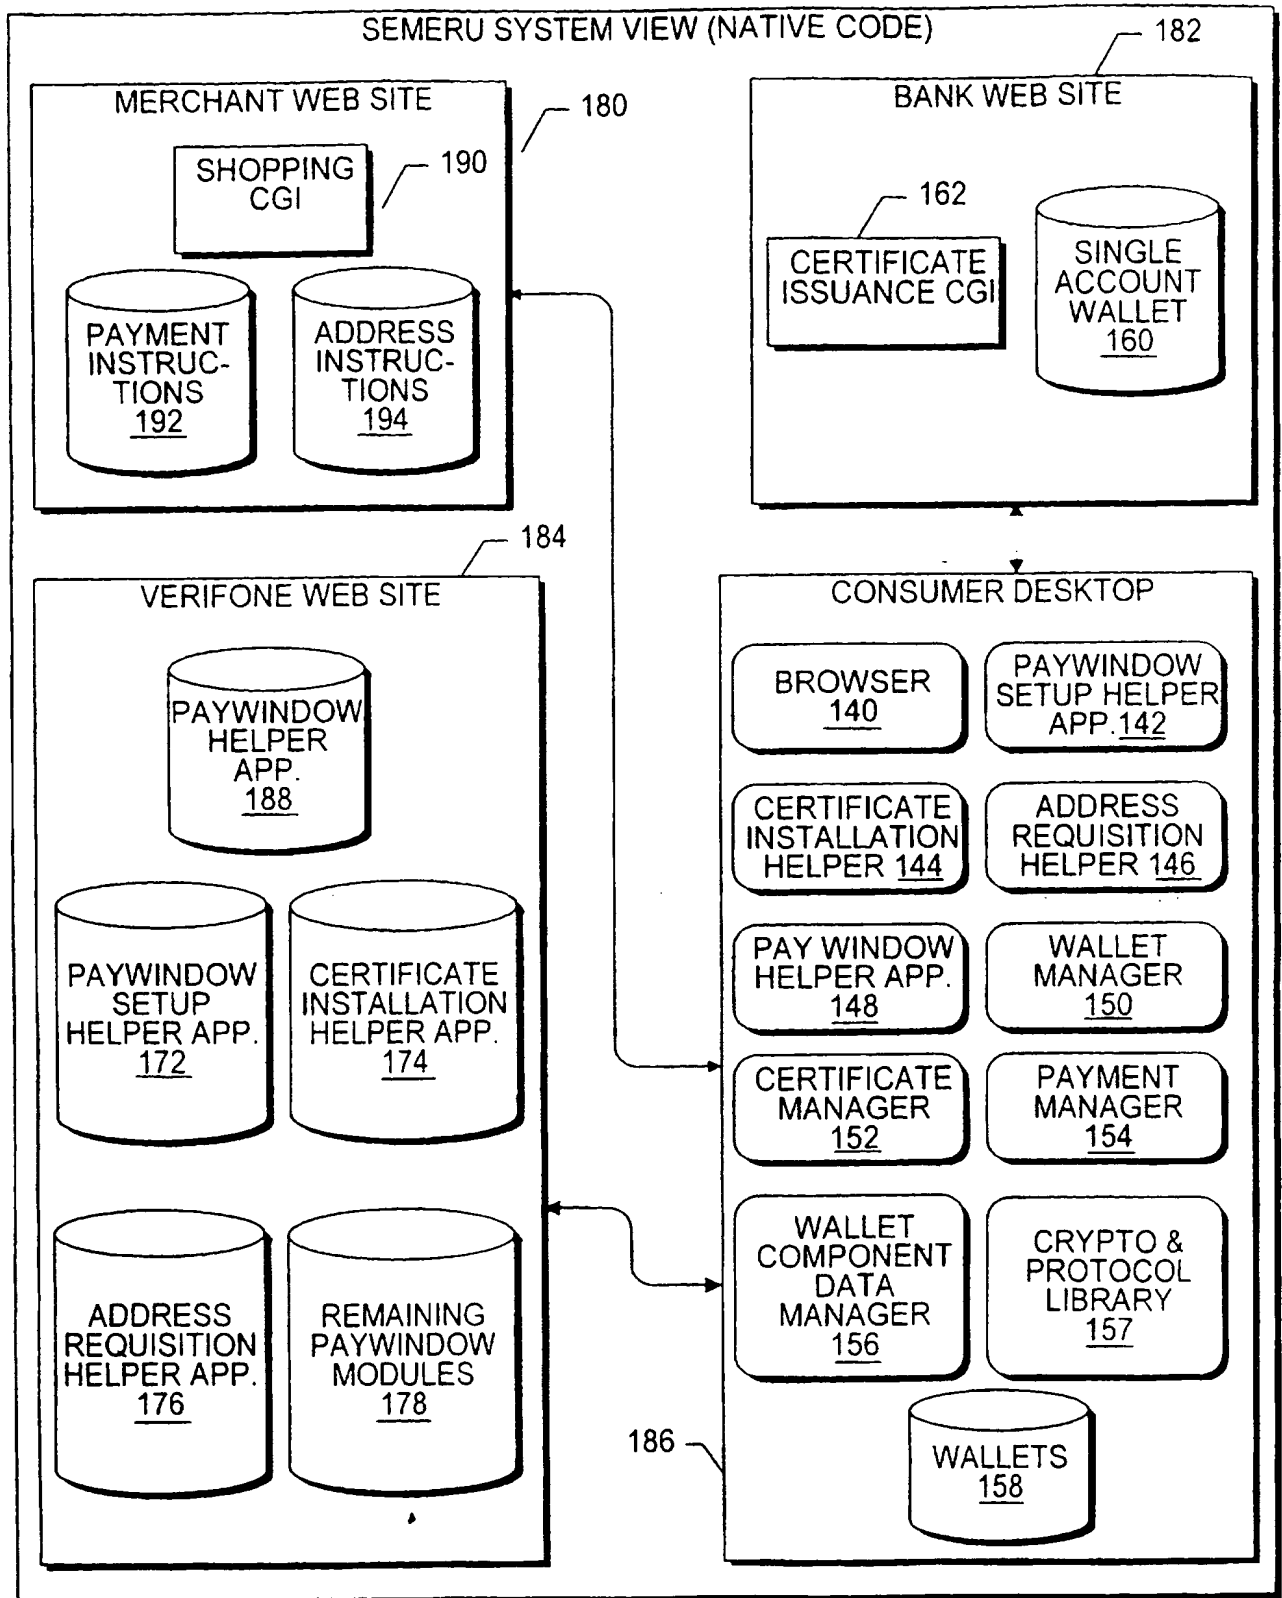 SEMERU SYSTEM VIEW (NATIVE CODE)
182
MERCHANT WEB SITE
180
SHOPPING
CGI
190
PAYMENT
INSTRUC-
TIONS
192
ADDRESS
INSTRUC-
TIONS
194
BANK WEB SITE
162
CERTIFICATE
ISSUANCE CGI
SINGLE
ACCOUNT
WALLET
160
184
VERIFONE WEB SITE
PAYWINDOW
HELPER
APP.
188
PAYWINDOW
SETUP
HELPER APP.
172
CERTIFICATE
INSTALLATION
HELPER APP.
174
ADDRESS
REQUISITION
HELPER APP.
176
REMAINING
PAYWINDOW
MODULES
178
CONSUMER DESKTOP
BROWSER
140
PAYWINDOW
SETUP HELPER
APP. 142
CERTIFICATE
INSTALLATION
HELPER 144
ADDRESS
REQUISITION
HELPER 146
PAY WINDOW
HELPER APP.
148
WALLET
MANAGER
150
CERTIFICATE
MANAGER
152
PAYMENT
MANAGER
154
WALLET
COMPONENT
DATA
MANAGER
156
CRYPTO &
PROTOCOL
LIBRARY
157
186
WALLETS
158